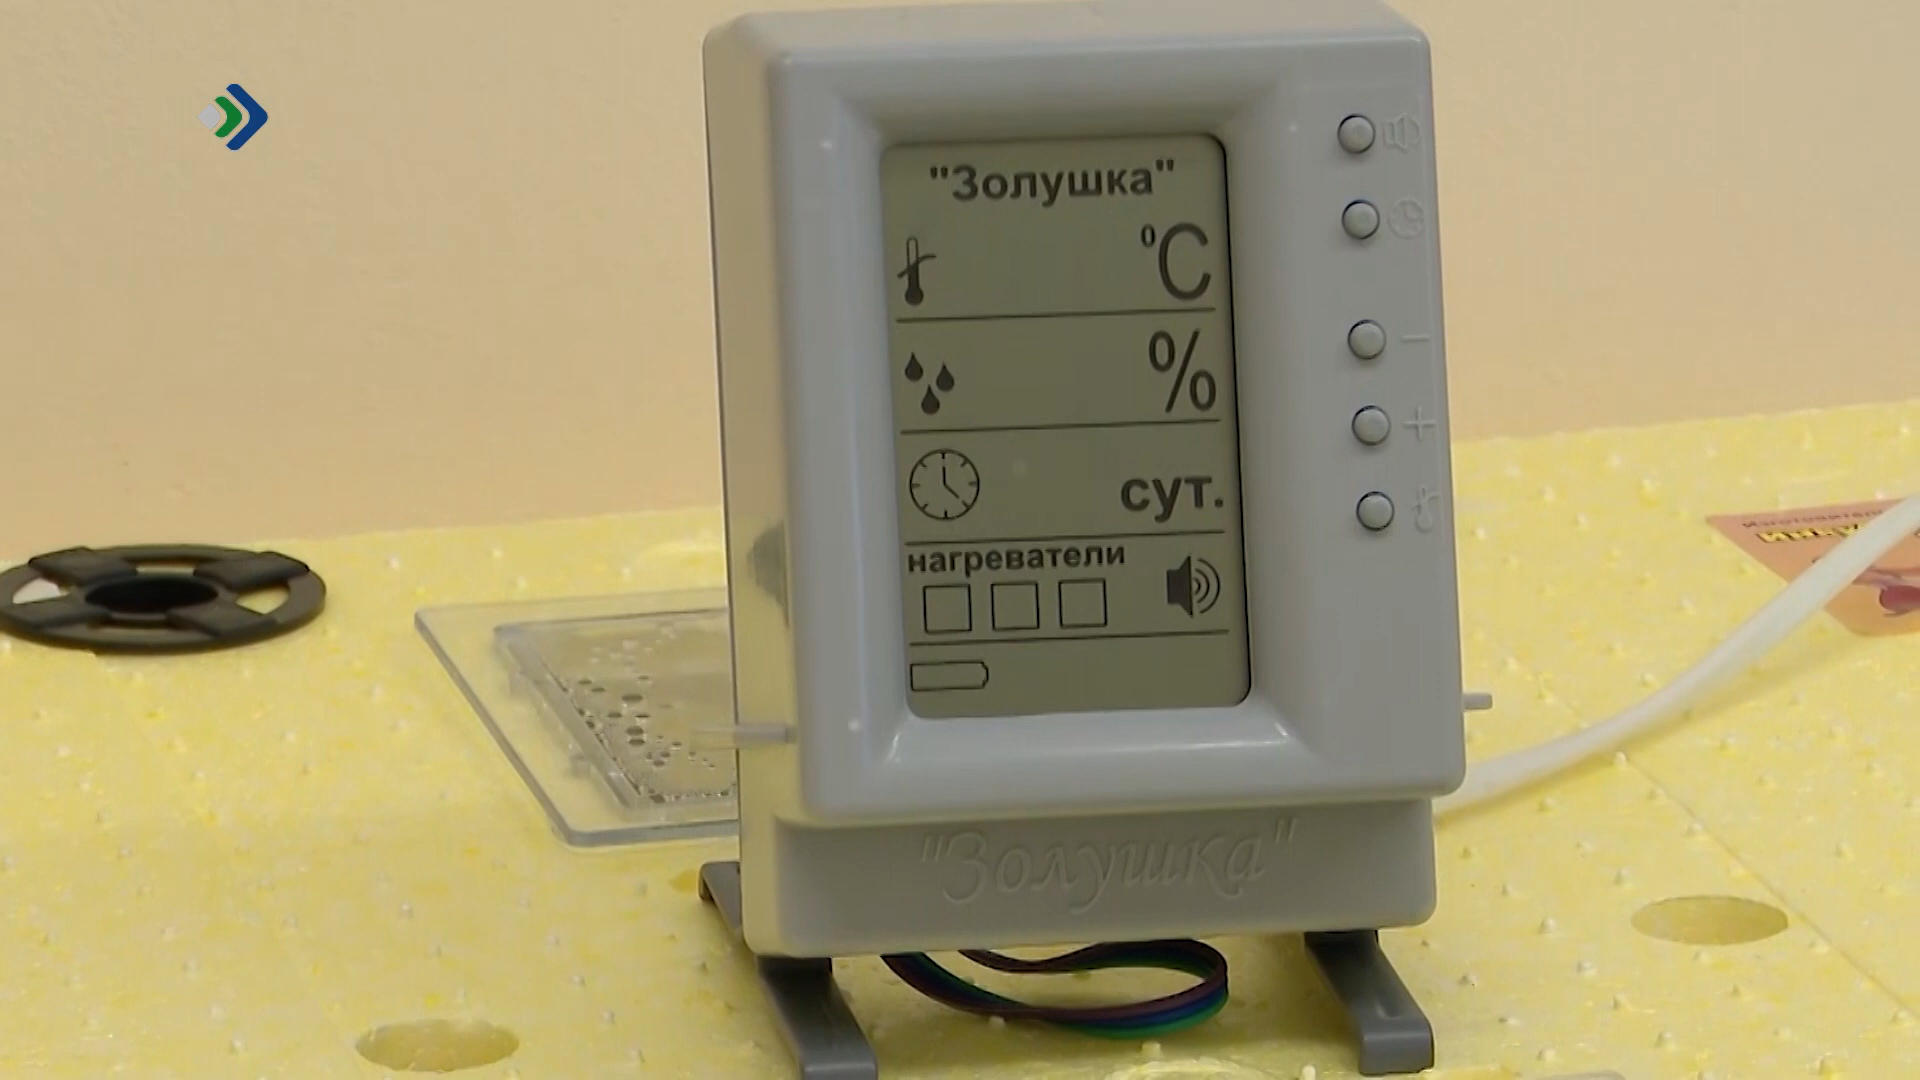 "Золушка"
°C
%
сут.
нагреватели
"Золушка"